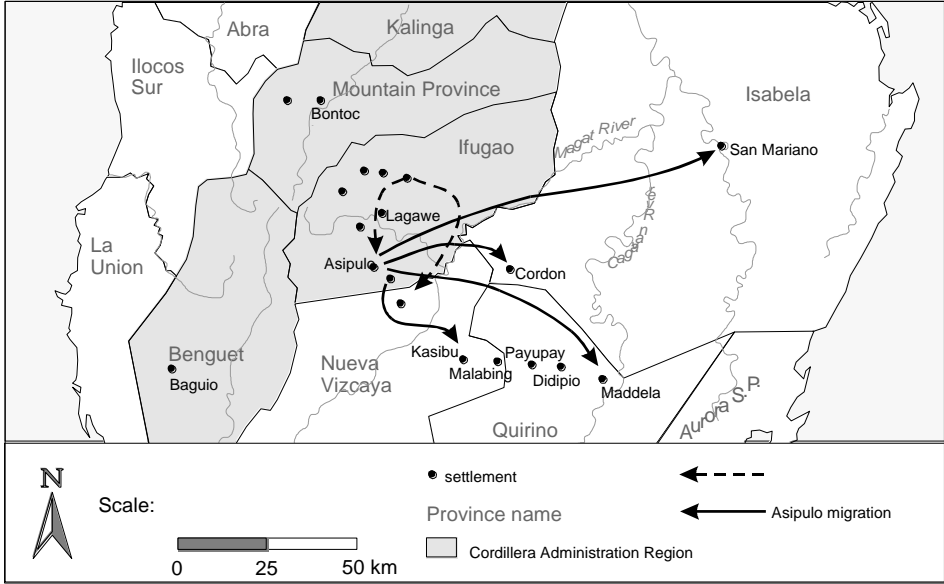 Abra
Kalinga
Ilocos
Sur
Mountain Province
Isabela
Bontoc
Magat River
Ifugao
San Mariano
Lagawe
La
Union
Asipulo
Cordon
Benguet
Baguio
Nueva
Vizcaya
Kasibu
Malabing
Payupay
Didipio
Maddela
Quirino
Aurora S.P.
N
Scale:
0 25 50 km
settlement
Province name
Cordillera Administration Region
Asipulo migration